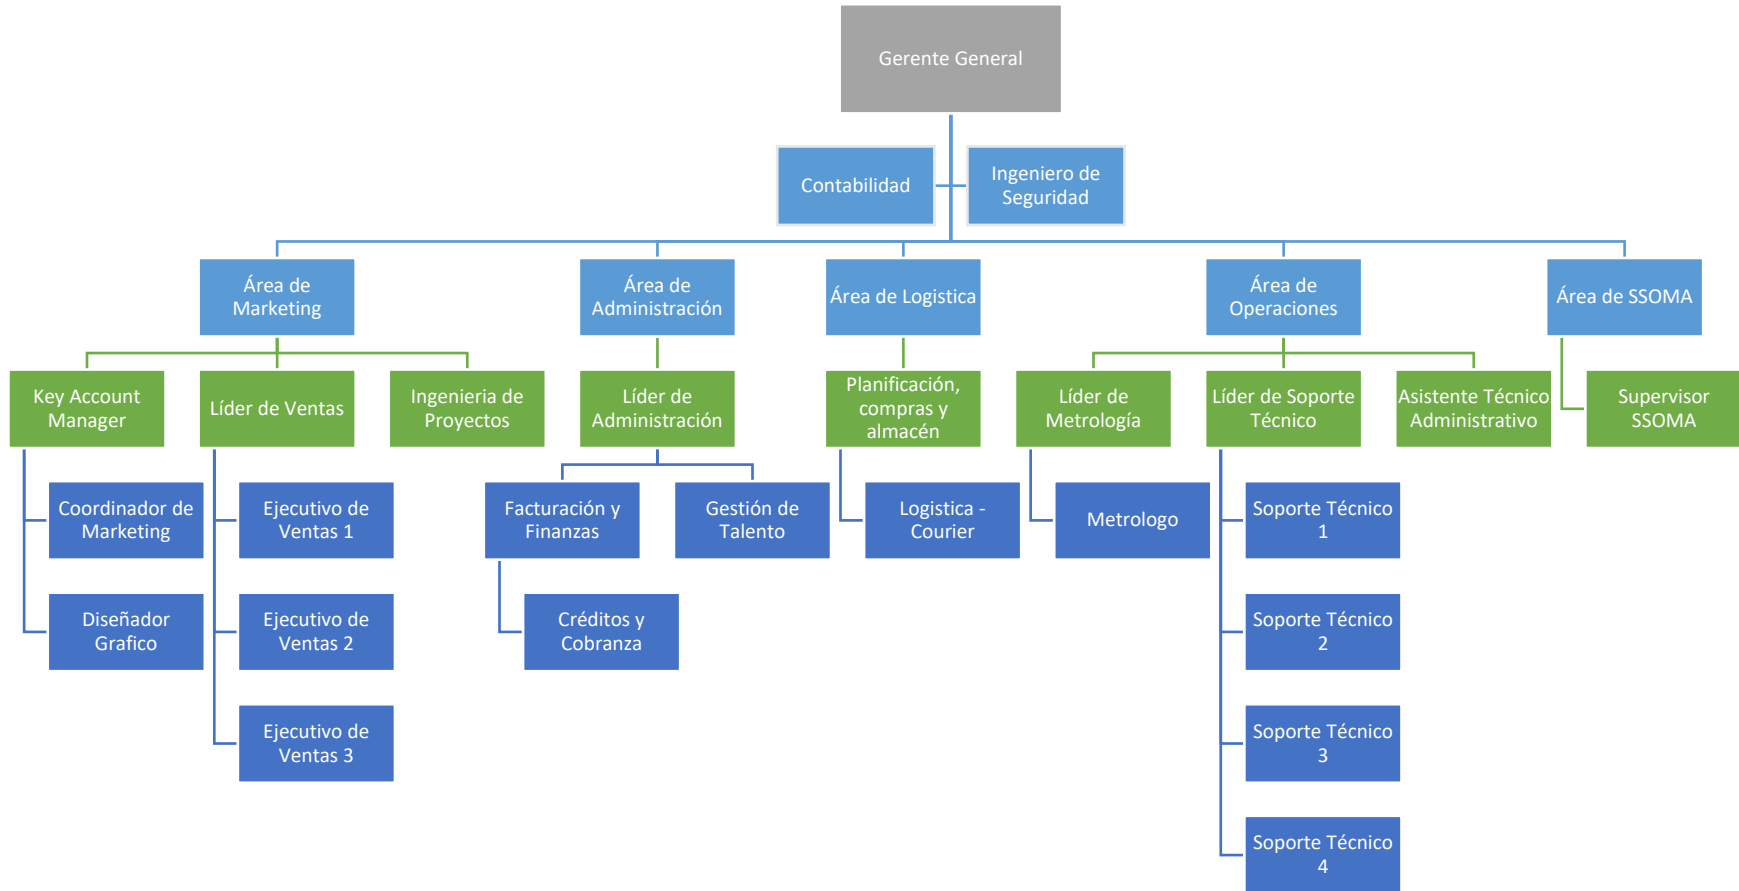 Gerente General
Contabilidad
Ingeniero de
Seguridad
Área de
Marketing
Área de
Administración
Área de Logistica
Área de
Operaciones
Área de SSOMA
Key Account
Manager
Líder de Ventas
Ingenieria de
Proyectos
Líder de
Administración
Planificación,
compras y
almacén
Líder de
Metrología
Líder de Soporte
Técnico
Asistente Técnico
Administrativo
Supervisor
SSOMA
Coordinador de
Marketing
Ejecutivo de
Ventas 1
Facturación y
Finanzas
Gestión de
Talento
Logistica -
Courier
Metrologo
Soporte Técnico
1
Diseñador
Grafico
Ejecutivo de
Ventas 2
Créditos y
Cobranza
Soporte Técnico
2
Ejecutivo de
Ventas 3
Soporte Técnico
3
Soporte Técnico
4